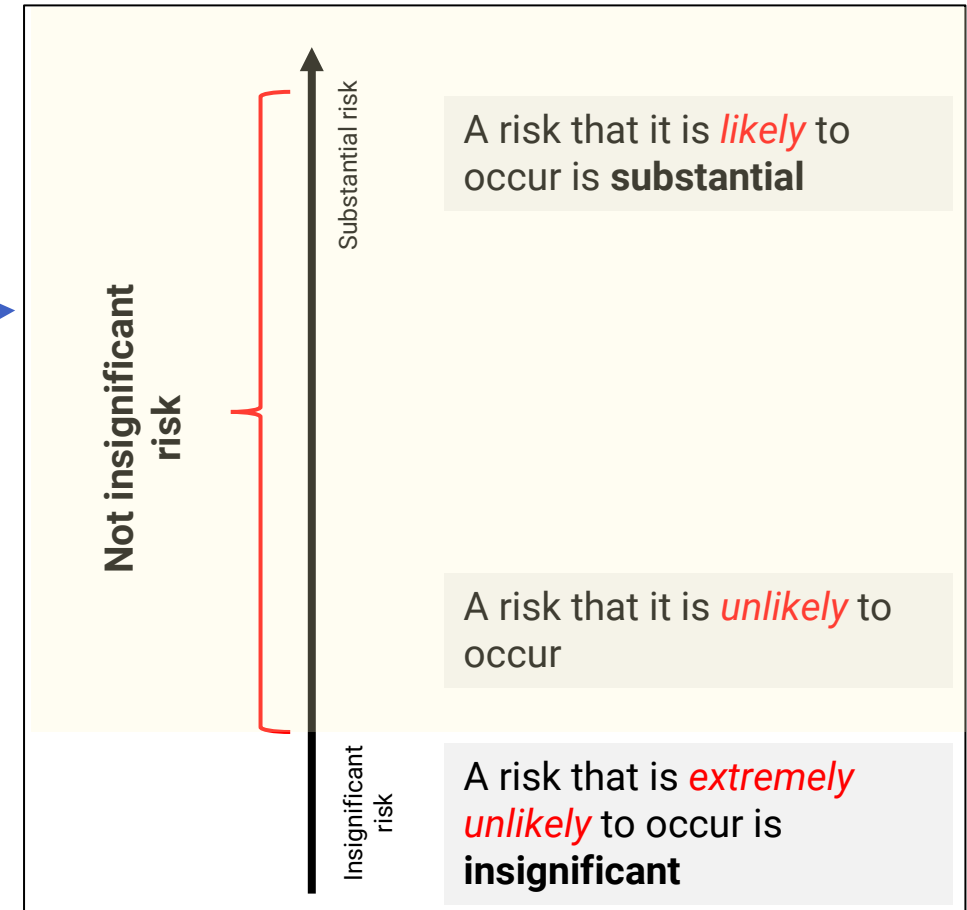 Substantial risk
A risk that it is likely to
occur is substantial
Not insignificant
risk
A risk that it is unlikely to
occur
Insignificant
risk
A risk that is extremely
unlikely to occur is
insignificant